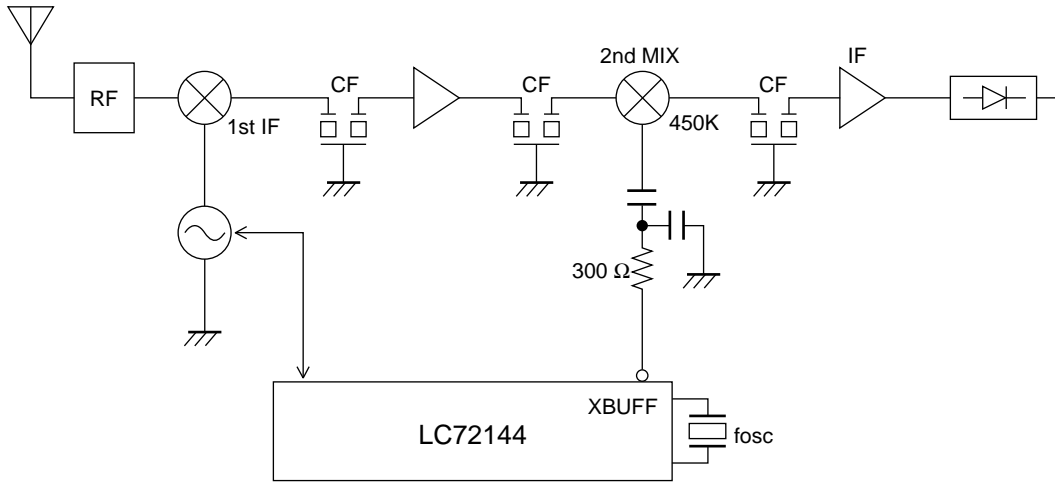 RF
1st IF
CF
CF
2nd MIX
450K
CF
IF
300 Ω
XBUFF
LC72144
fosc